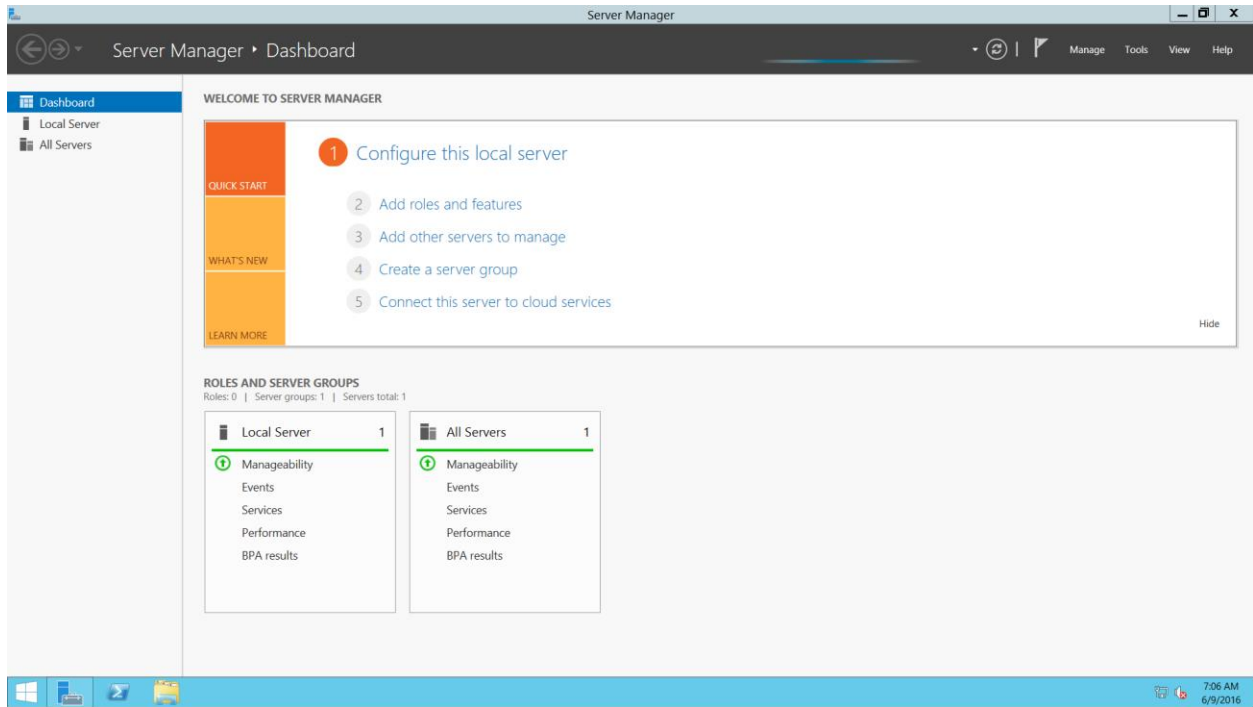 Server Manager
Server Manager • Dashboard
Manage Tools View Help
Dashboard
Local Server
All Servers
WELCOME TO SERVER MANAGER
QUICK START
WHAT'S NEW
LEARN MORE
1 Configure this local server
2 Add roles and features
3 Add other servers to manage
4 Create a server group
5 Connect this server to cloud services
Hide
ROLES AND SERVER GROUPS
Roles: 0 | Server groups: 1 | Servers total: 1
Local Server 1
Manageability
Events
Services
Performance
BPA results
All Servers 1
Manageability
Events
Services
Performance
BPA results
7:06 AM
6/9/2016